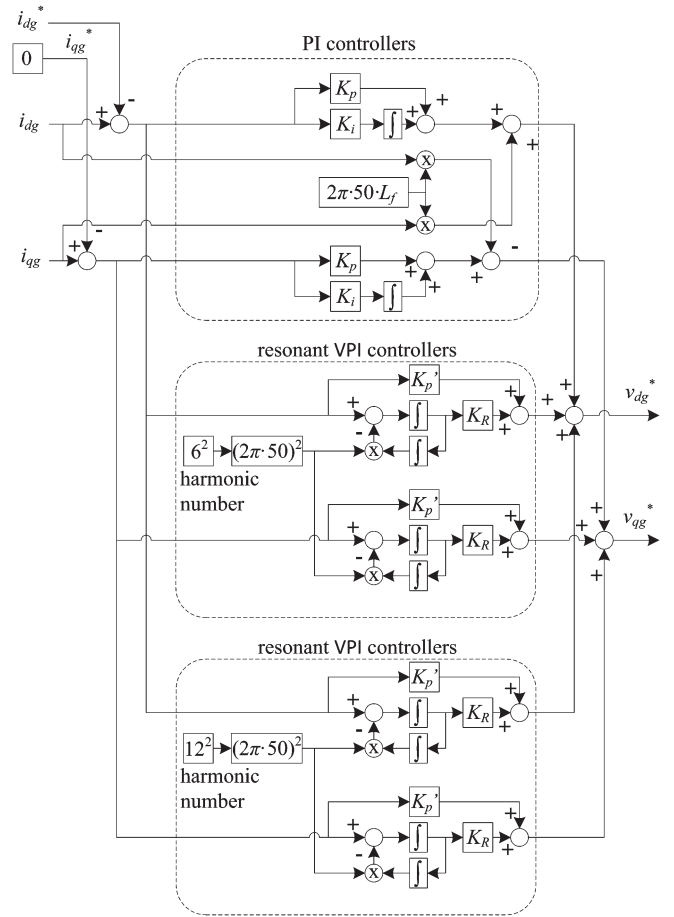 i_dg*
i_qg*
0
PI controllers
K_p
+
-
+
+
+
i_dg
K_i
∫
+
+
x
2π·50·L_f
x
-
+
-
i_qg
K_p
+
+
+
K_i
∫
resonant VPI controllers
K_p'
+
+
+
v_dg*
+
∫
K_R
+
+
-
6²
(2π·50)²
x
∫
harmonic
number
K_p'
+
+
v_qg*
+
∫
K_R
+
+
-
x
∫
+
resonant VPI controllers
K_p'
+
+
∫
K_R
+
-
12²
(2π·50)²
x
∫
harmonic
number
K_p'
+
+
∫
K_R
+
-
x
∫